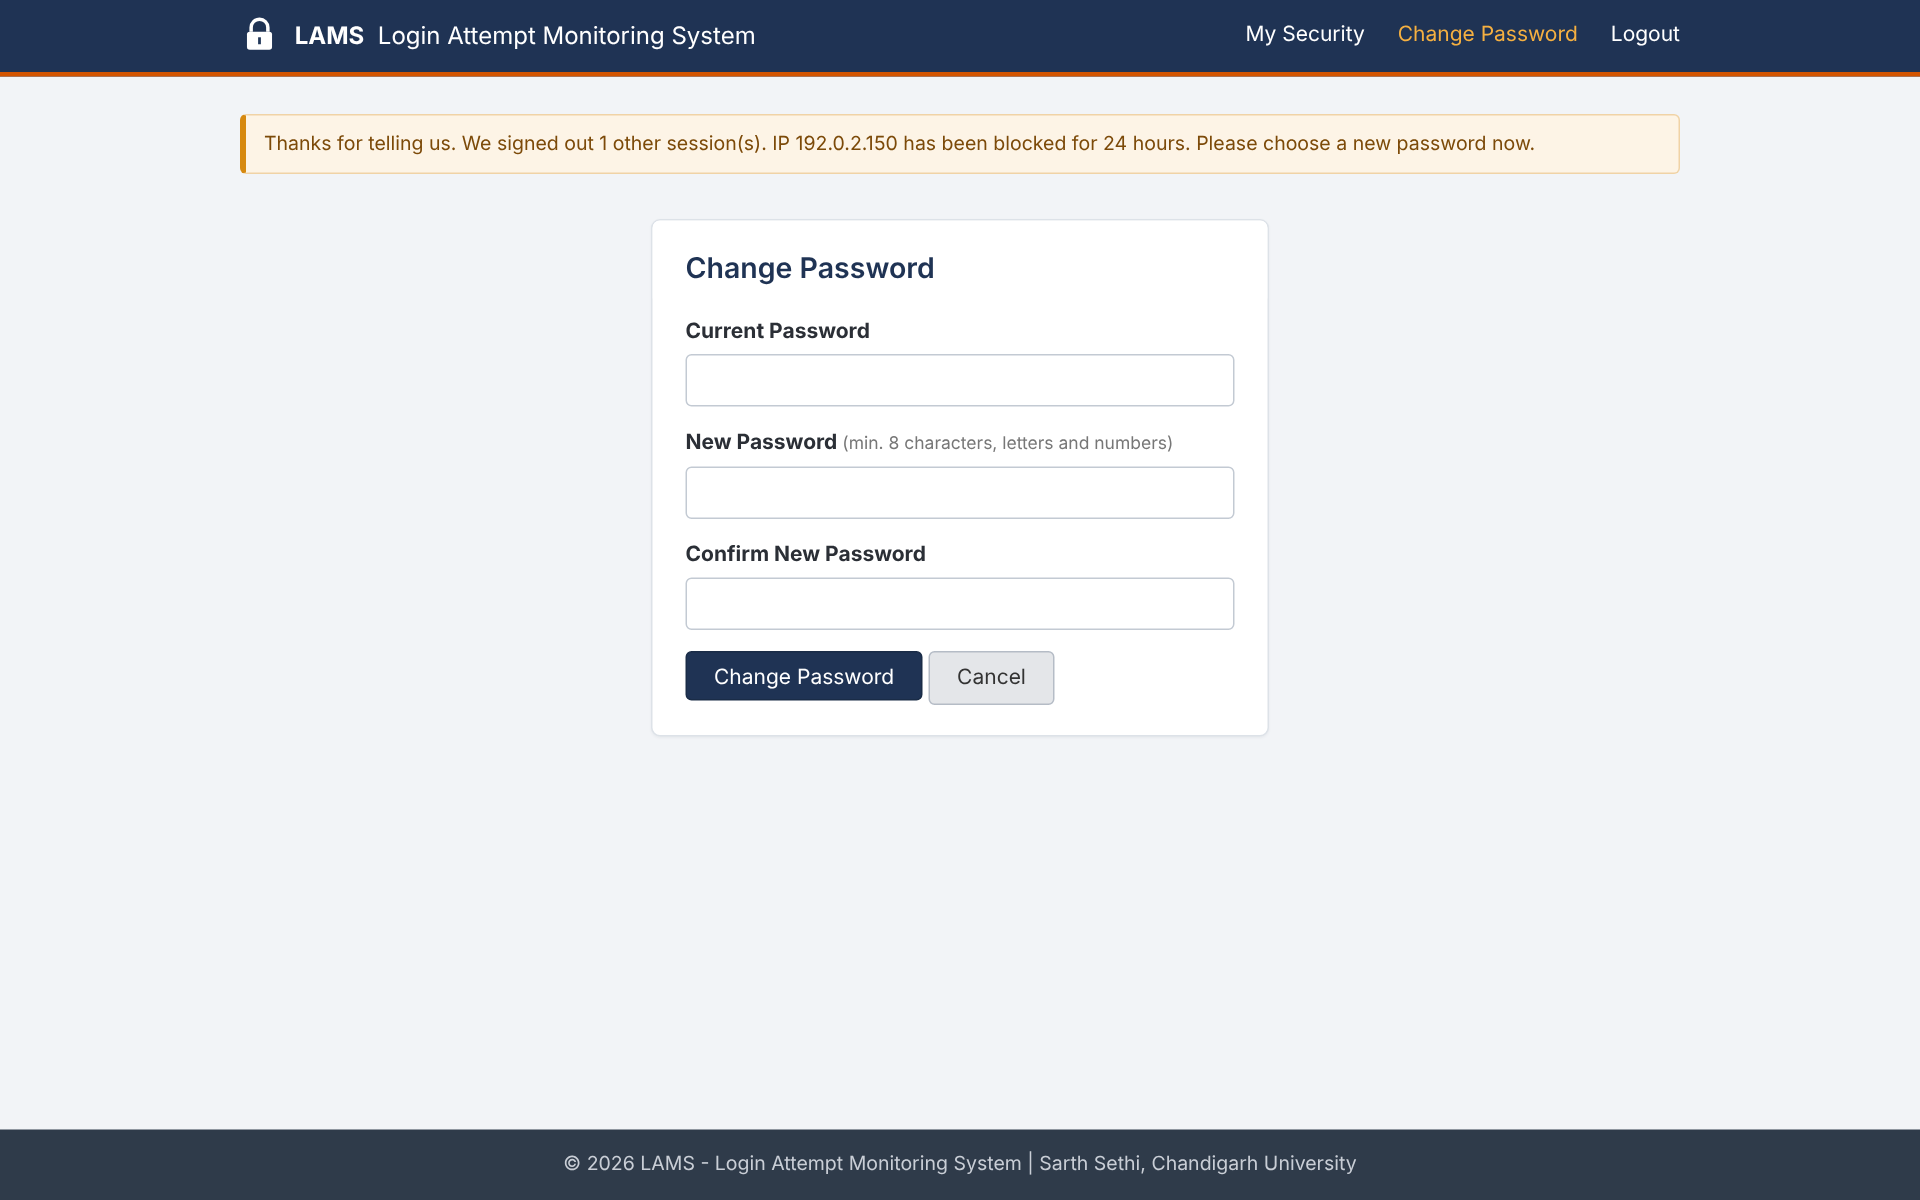 LAMS Login Attempt Monitoring System
My Security Change Password Logout
Thanks for telling us. We signed out 1 other session(s). IP 192.0.2.150 has been blocked for 24 hours. Please choose a new password now.
Change Password
Current Password
New Password (min. 8 characters, letters and numbers)
Confirm New Password
Change Password Cancel
© 2026 LAMS - Login Attempt Monitoring System | Sarth Sethi, Chandigarh University